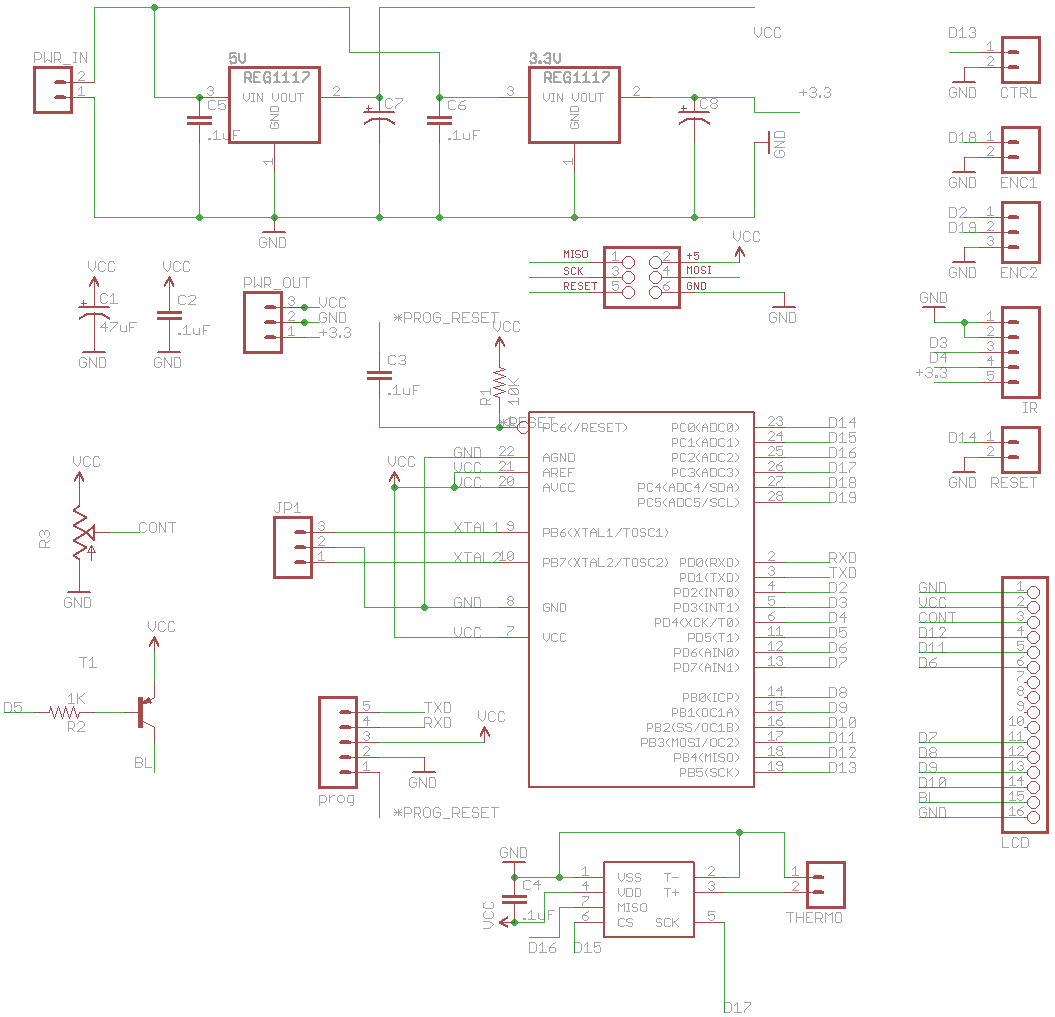 VCC
PWR_IN
2
1
5V
REG1117
3
VIN VOUT
2
GND
1
C5
.1uF
C7
C6
.1uF
3.3V
REG1117
3
VIN VOUT
2
GND
1
C8
+3.3
GND
GND
D13
1
2
GND
CTRL
D18
1
2
GND
ENC1
D2
1
D19
2
3
GND
ENC2
VCC
C1
47uF
GND
VCC
C2
.1uF
GND
PWR_OUT
3
VCC
2
GND
1
+3.3
MISO
1
2
+5
SCK
3
4
MOSI
RESET
5
6
GND
VCC
GND
GND
1
2
D3
3
D4
4
+3.3
5
IR
*PROG_RESET
C3
.1uF
VCC
R1
10K
*RESET
1
PC6(/RESET)
GND
22
AGND
VCC
21
AREF
VCC
20
AVCC
VCC
XTAL1
9
PB6(XTAL1/TOSC1)
XTAL2
10
PB7(XTAL2/TOSC2)
GND
8
GND
VCC
7
VCC
PC0(ADC0)
23
D14
PC1(ADC1)
24
D15
PC2(ADC2)
25
D16
PC3(ADC3)
26
D17
PC4(ADC4/SDA)
27
D18
PC5(ADC5/SCL)
28
D19
PD0(RXD)
2
RXD
PD1(TXD)
3
TXD
PD2(INT0)
4
D2
PD3(INT1)
5
D3
PD4(XCK/T0)
6
D4
PD5(T1)
11
D5
PD6(AIN0)
12
D6
PD7(AIN1)
13
D7
PB0(ICP)
14
D8
PB1(OC1A)
15
D9
PB2(SS/OC1B)
16
D10
PB3(MOSI/OC2)
17
D11
PB4(MISO)
18
D12
PB5(SCK)
19
D13
D14
1
2
GND
RESET
JP1
3
2
1
VCC
R3
CONT
GND
VCC
T1
D5
1K
R2
BL
prog
5
TXD
4
RXD
3
VCC
2
GND
1
*PROG_RESET
GND
1
VCC
2
CONT
3
D12
4
D11
5
D6
6
7
8
9
10
D7
11
D8
12
D9
13
D10
14
BL
15
GND
16
LCD
GND
C4
.1uF
VCC
1
VSS
4
VDD
7
MISO
6
CS
T-
2
T+
3
SCK
5
1
2
THERMO
D16
D15
D17